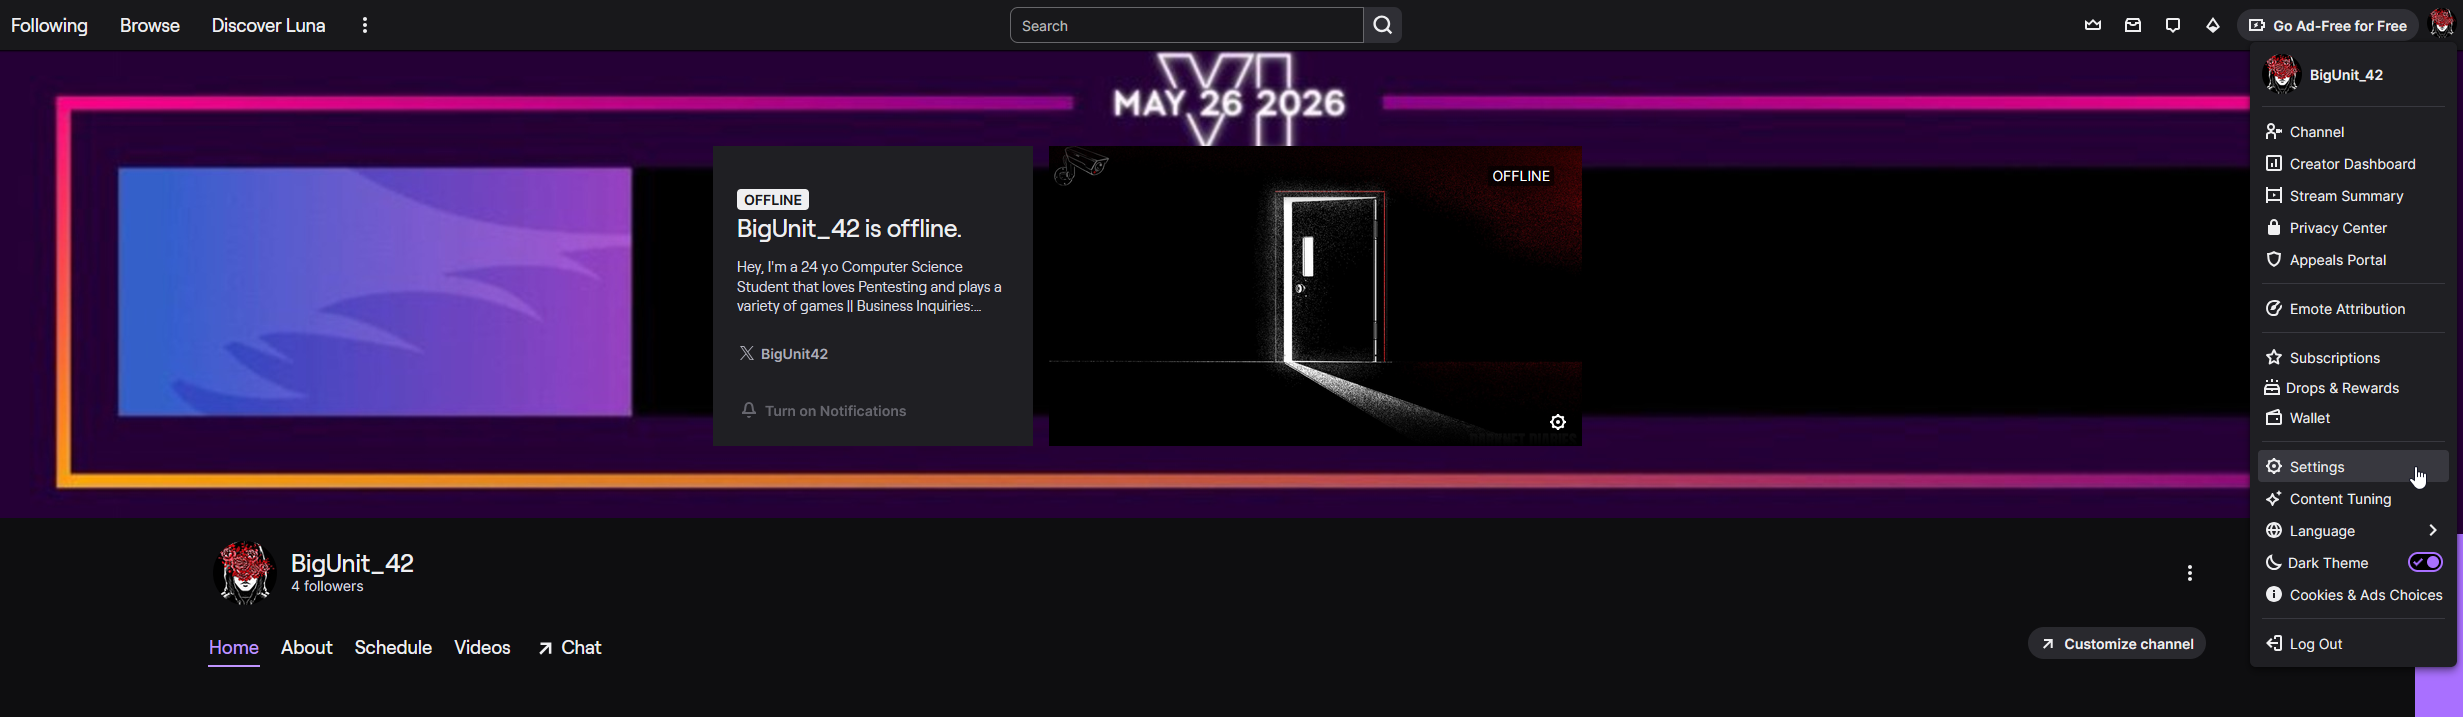 Following
Browse
Discover Luna
Search
Go Ad-Free for Free
VI
MAY 26 2026
OFFLINE
BigUnit_42 is offline.
Hey, I'm a 24 y.o Computer Science
Student that loves Pentesting and plays a
variety of games || Business Inquiries:...
BigUnit42
Turn on Notifications
OFFLINE
BigUnit_42
4 followers
Home
About
Schedule
Videos
Chat
Customize channel
BigUnit_42
Channel
Creator Dashboard
Stream Summary
Privacy Center
Appeals Portal
Emote Attribution
Subscriptions
Drops & Rewards
Wallet
Settings
Content Tuning
Language
Dark Theme
Cookies & Ads Choices
Log Out